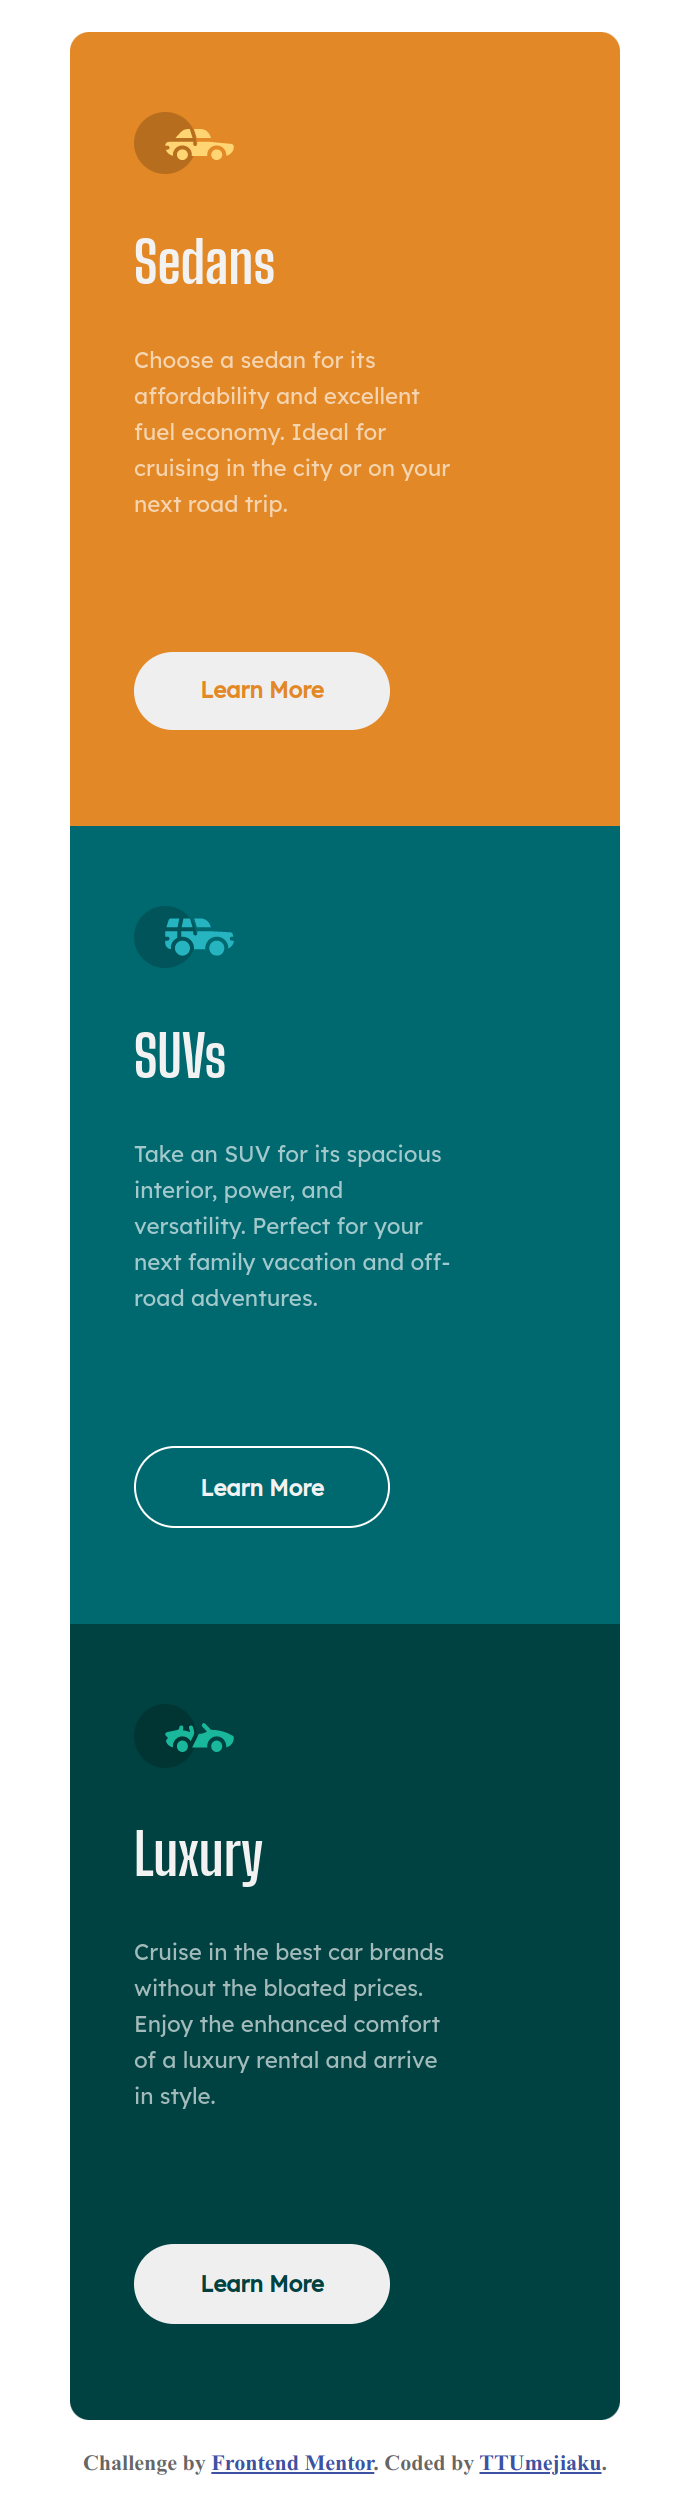 Sedans
Choose a sedan for its
affordability and excellent
fuel economy. Ideal for
cruising in the city or on your
next road trip.
Learn More
SUVs
Take an SUV for its spacious
interior, power, and
versatility. Perfect for your
next family vacation and off-
road adventures.
Learn More
Luxury
Cruise in the best car brands
without the bloated prices.
Enjoy the enhanced comfort
of a luxury rental and arrive
in style.
Learn More
Challenge by Frontend Mentor. Coded by TTUmejiaku.